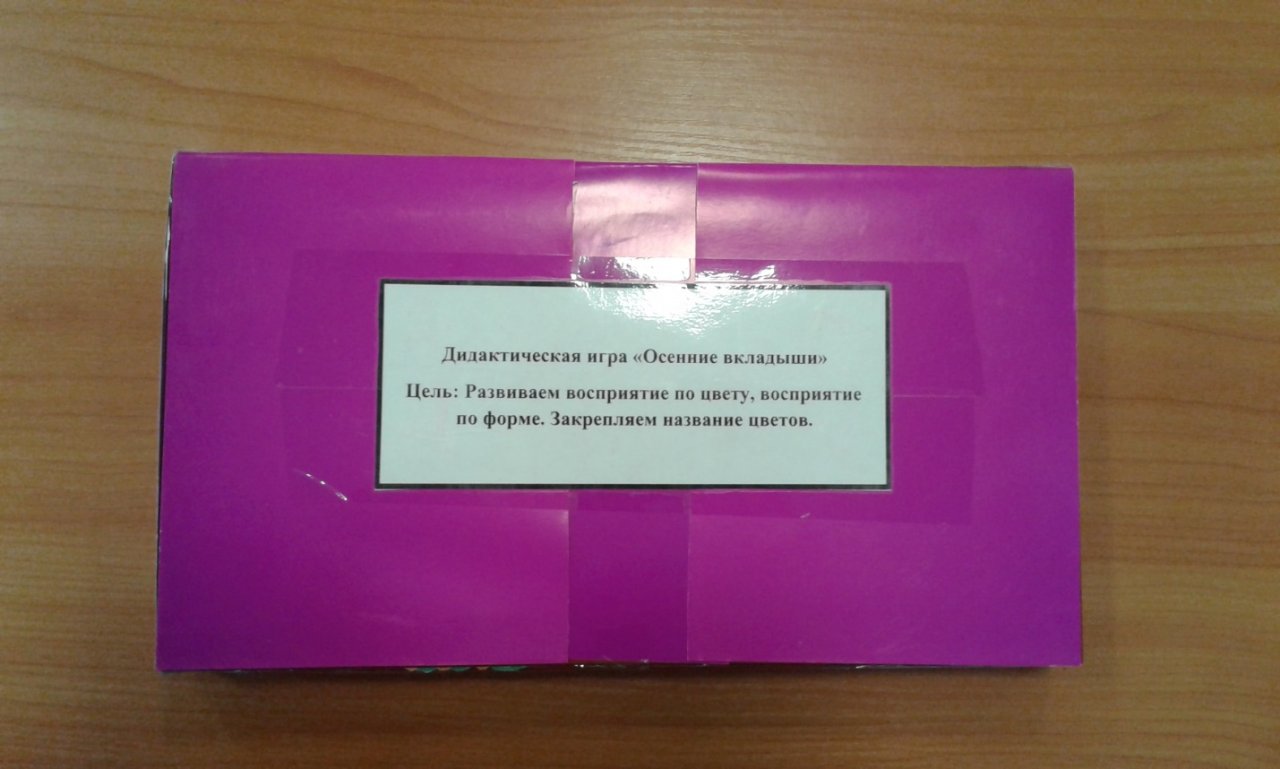 Дидактическая игра «Осенние вкладыши»
Цель: Развиваем восприятие по цвету, восприятие
по форме. Закрепляем название цветов.